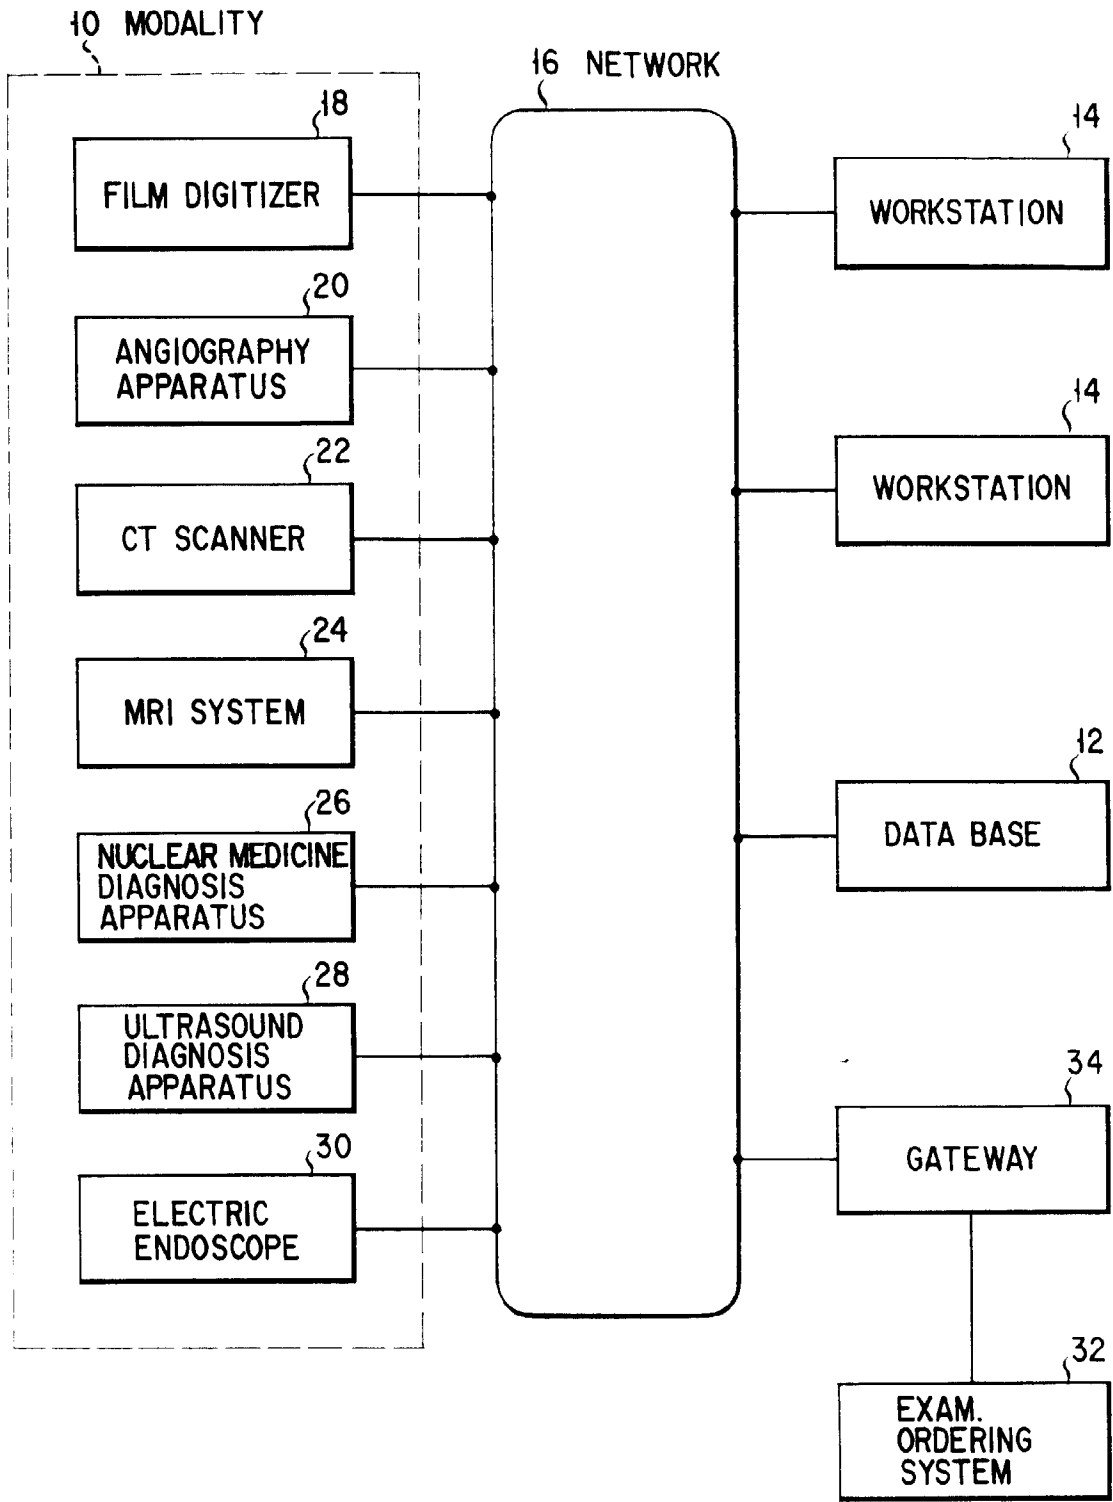 10 MODALITY
16 NETWORK
18
FILM DIGITIZER
20
ANGIOGRAPHY
APPARATUS
22
CT SCANNER
24
MRI SYSTEM
26
NUCLEAR MEDICINE
DIAGNOSIS
APPARATUS
28
ULTRASOUND
DIAGNOSIS
APPARATUS
30
ELECTRIC
ENDOSCOPE
14
WORKSTATION
14
WORKSTATION
12
DATA BASE
34
GATEWAY
32
EXAM.
ORDERING
SYSTEM